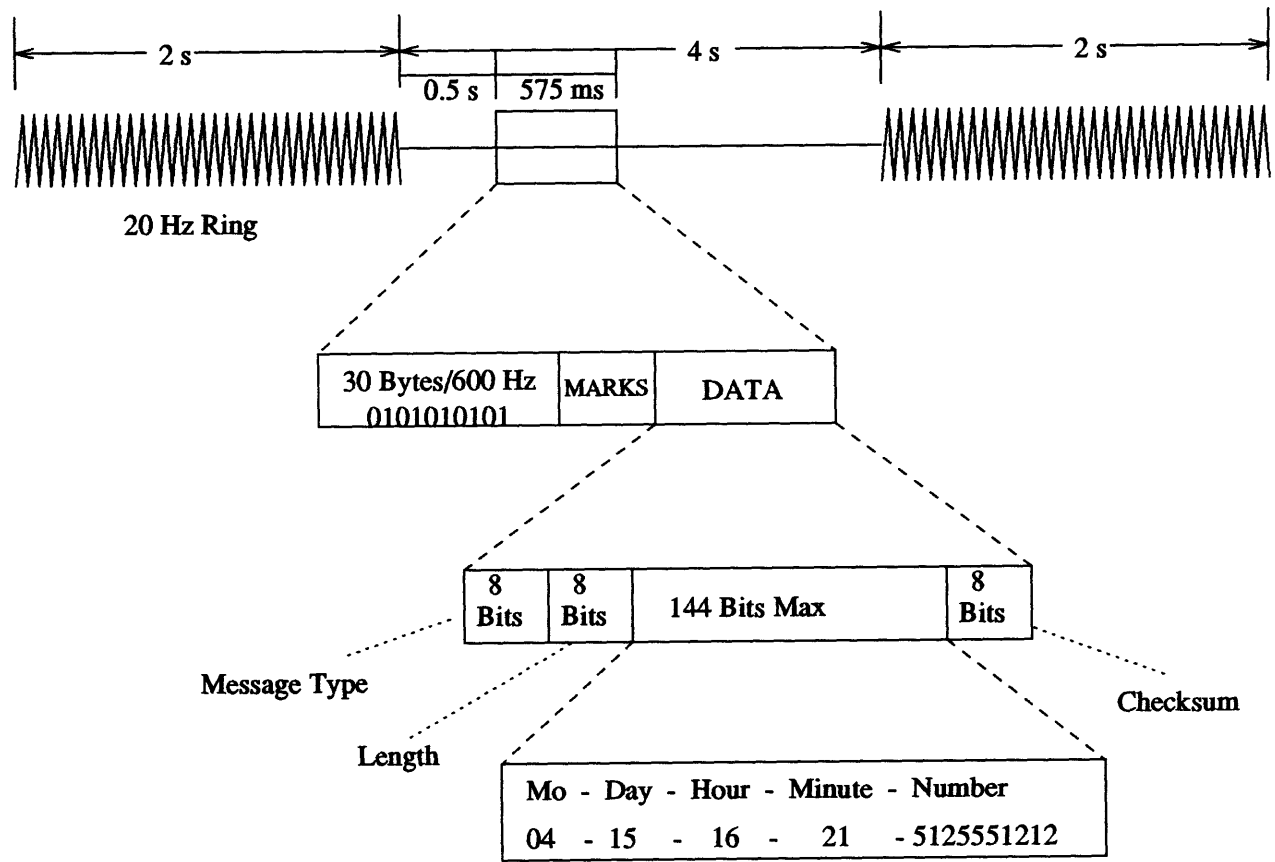 2 s
4 s
2 s
0.5 s
575 ms
20 Hz Ring
30 Bytes/600 Hz
0101010101
MARKS
DATA
8
Bits
8
Bits
144 Bits Max
8
Bits
Message Type
Length
Checksum
Mo - Day - Hour - Minute - Number
04 - 15 - 16 - 21 - 5125551212